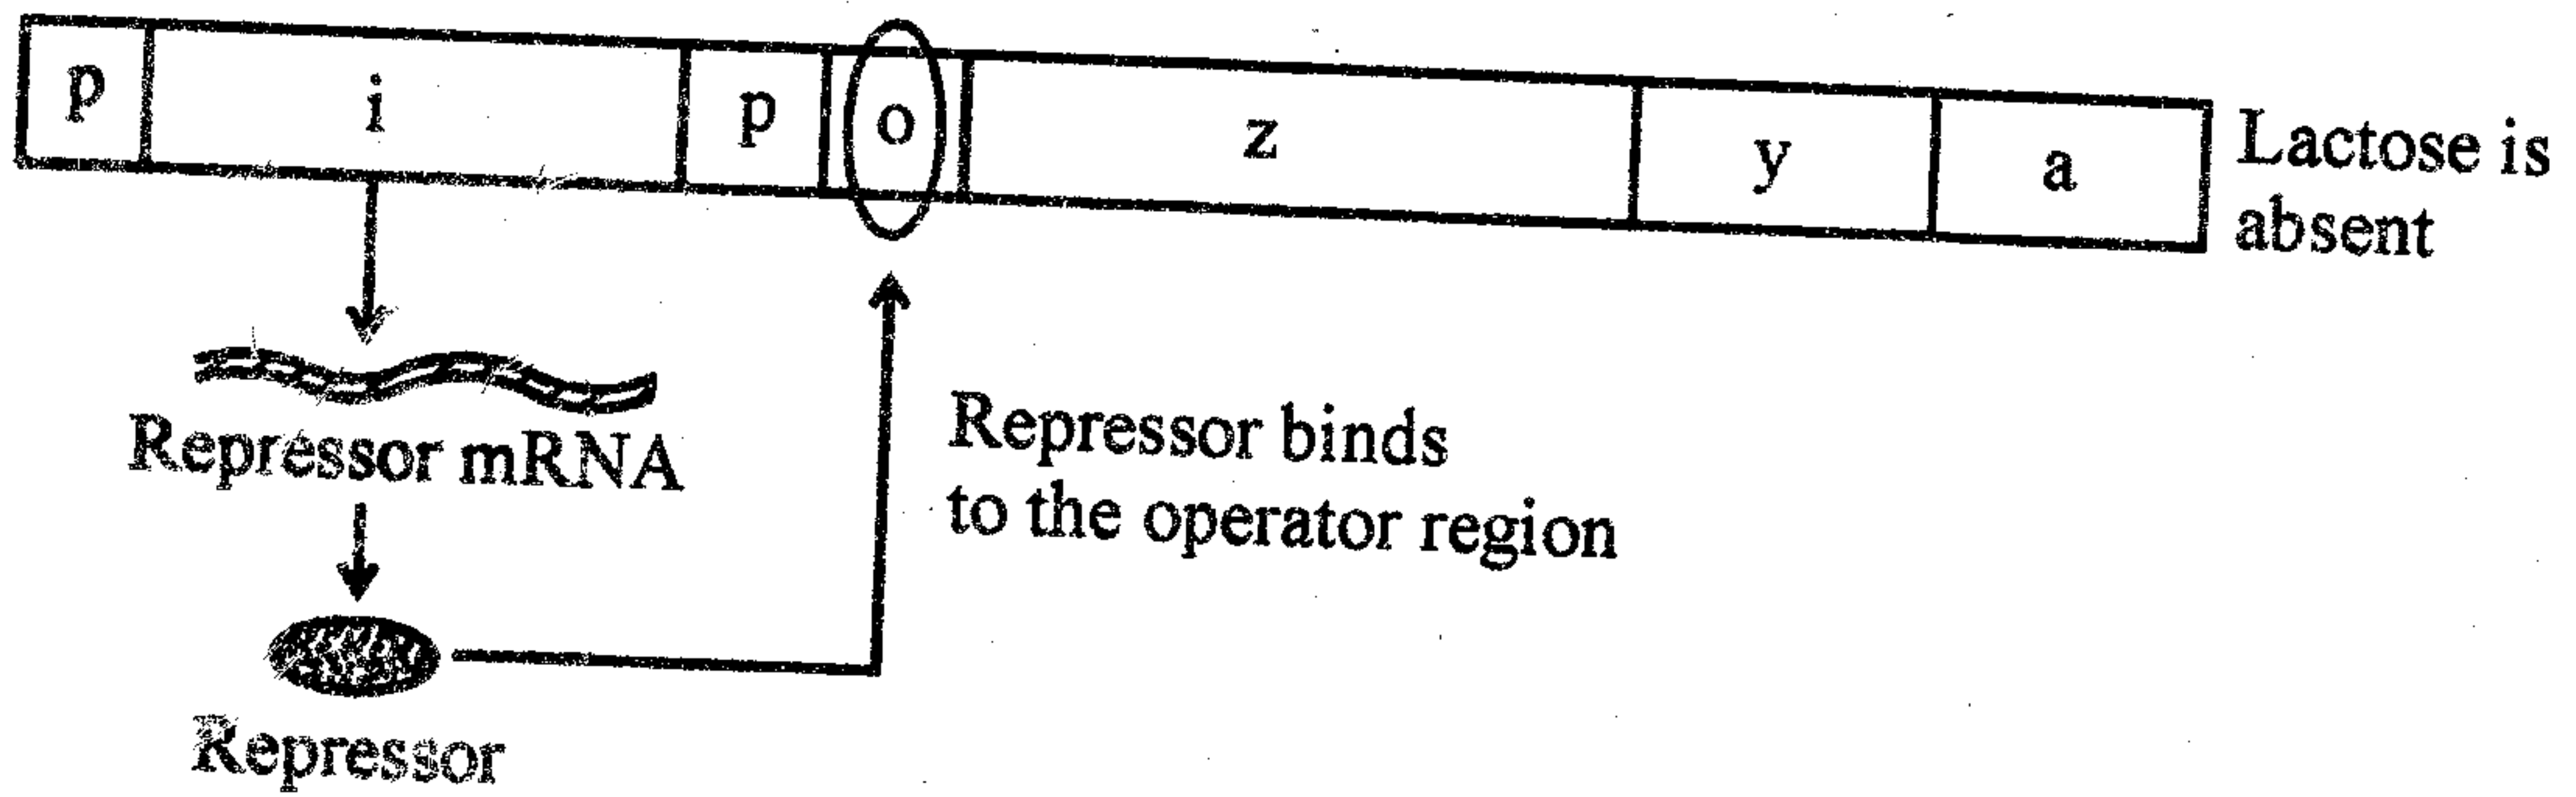 p i p o z y a
Lactose is
absent
Repressor mRNA
Repressor binds
to the operator region
Repressor